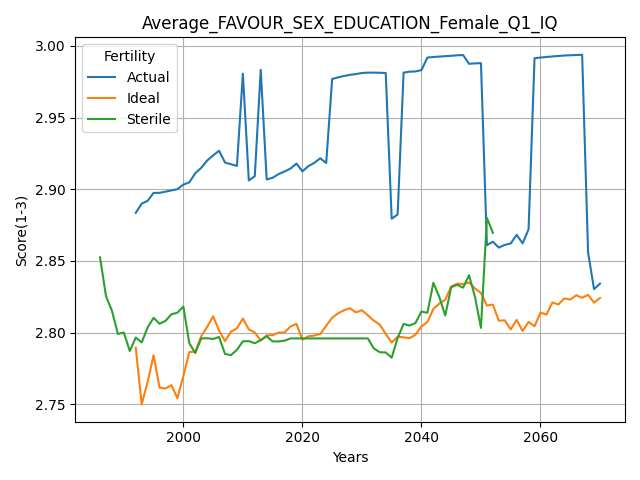 Average_FAVOUR_SEX_EDUCATION_Female_Q1_IQ
Fertility
Actual
Ideal
Sterile
Score(1-3)
3.00
2.95
2.90
2.85
2.80
2.75
2000
2020
2040
2060
Years